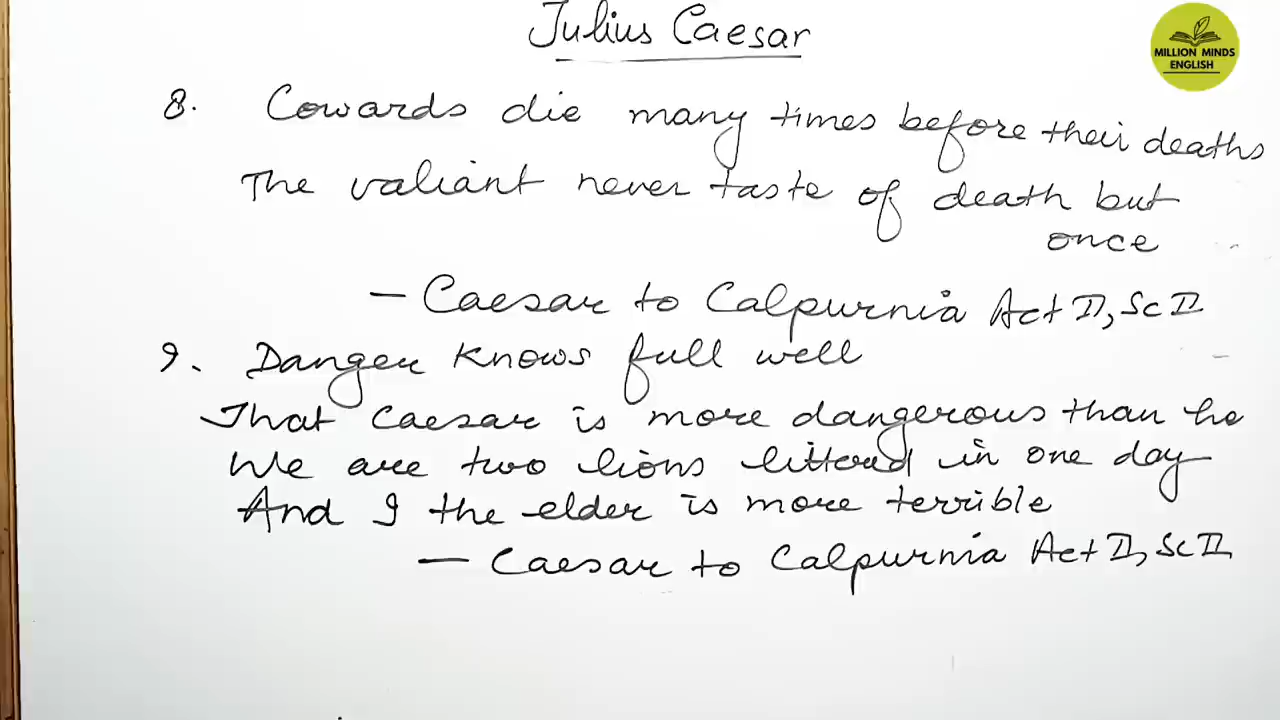 Julius Caesar
MILLION MINDS
ENGLISH
8. Cowards die many times before their deaths
The valiant never taste of death but
once
— Caesar to Calpurnia Act II, Sc II
9. Danger knows full well
That Caesar is more dangerous than he
We are two lions littered in one day
And I the elder is more terrible
— Caesar to Calpurnia Act II, Sc II